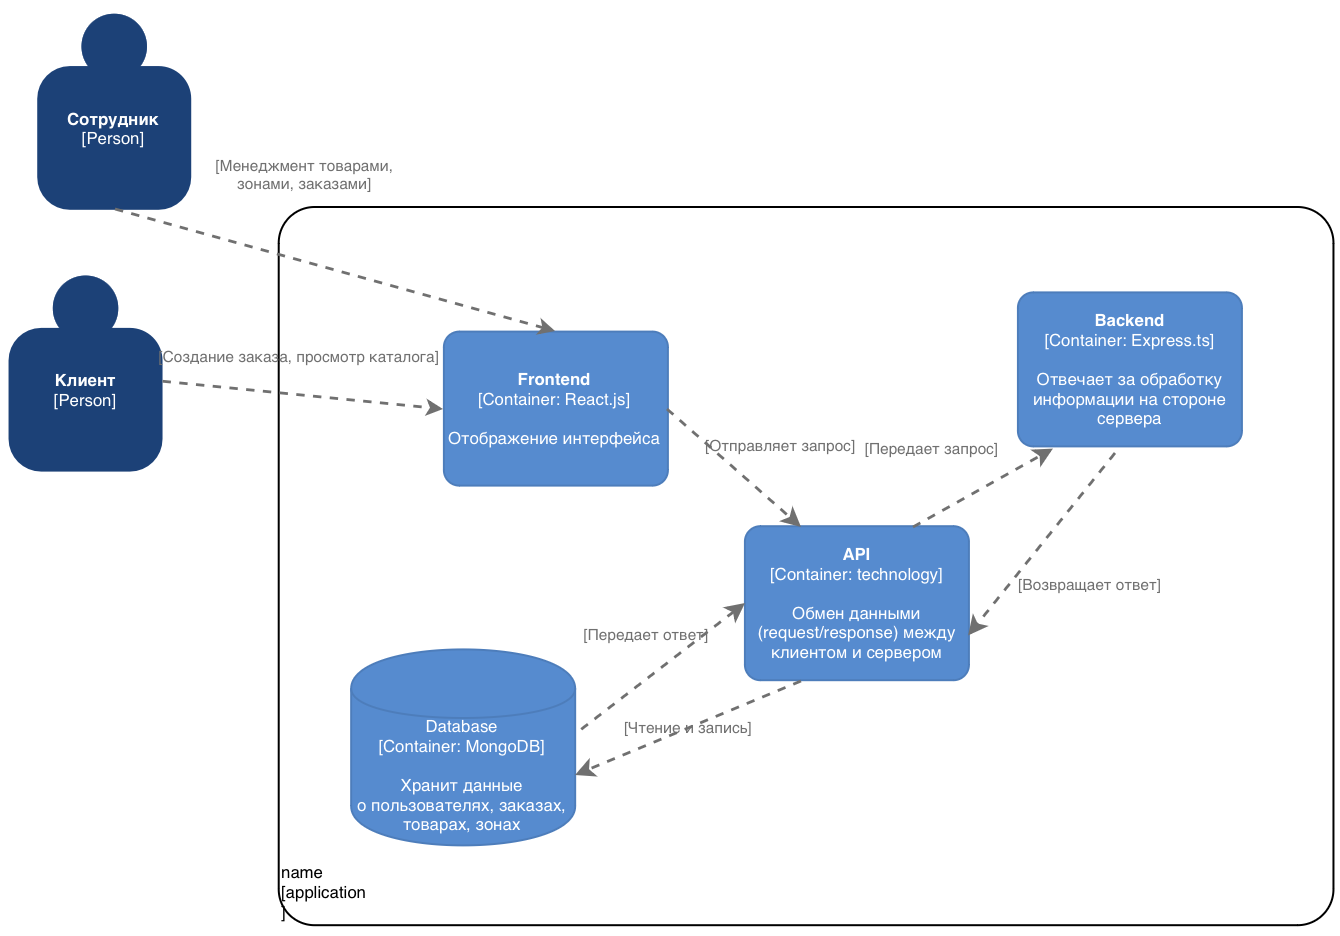 Сотрудник
[Person]
[Менеджмент товарами,
зонами, заказами]
Клиент
[Person]
[Создание заказа, просмотр каталога]
Frontend
[Container: React.js]
Отображение интерфейса
Backend
[Container: Express.ts]
Отвечает за обработку
информации на стороне
сервера
[Отправляет запрос]
[Передает запрос]
API
[Container: technology]
Обмен данными
(request/response) между
клиентом и сервером
[Возвращает ответ]
[Передает ответ]
[Чтение и запись]
Database
[Container: MongoDB]
Хранит данные
о пользователях, заказах,
товарах, зонах
name
[application
]